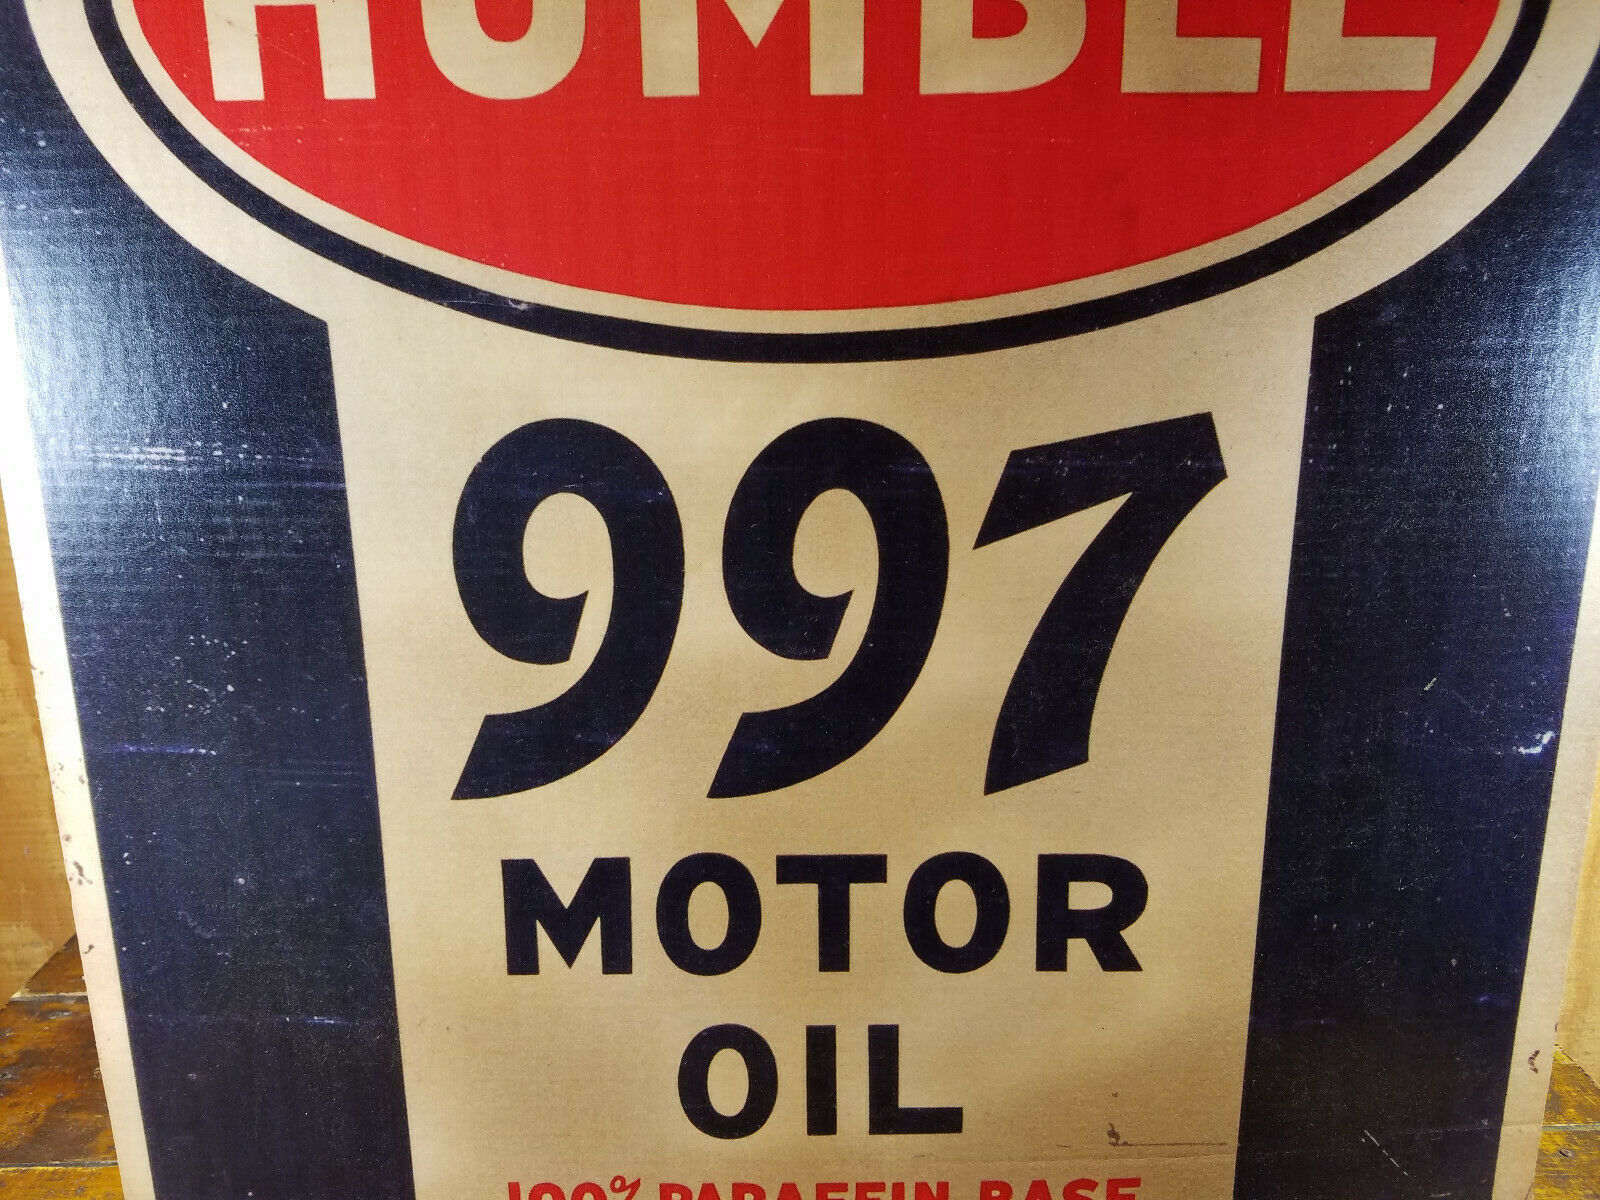 HUMBLE
997
MOTOR
OIL
100% PARAFFIN BASE